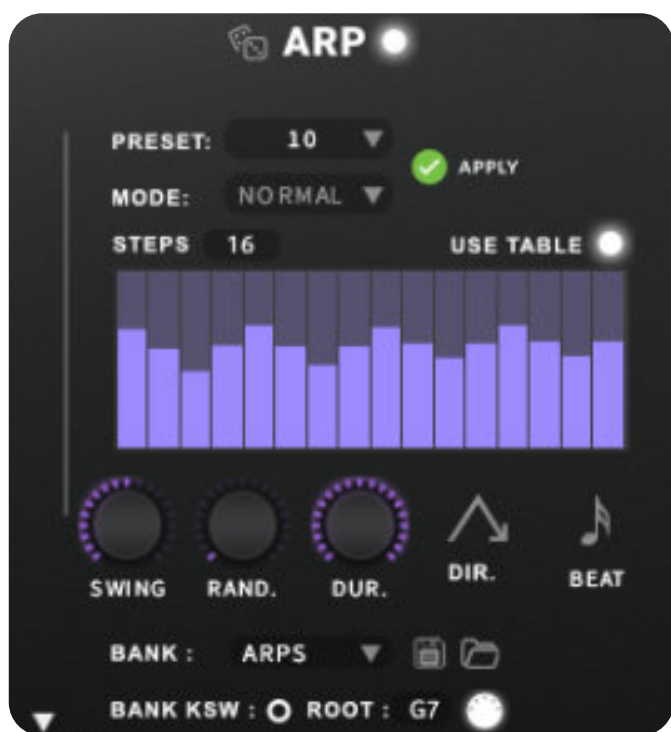 ARP
PRESET: 10
APPLY
MODE: NORMAL
STEPS 16 USE TABLE
SWING RAND. DUR. DIR. BEAT
BANK : ARPS
BANK KSW : ROOT : G7